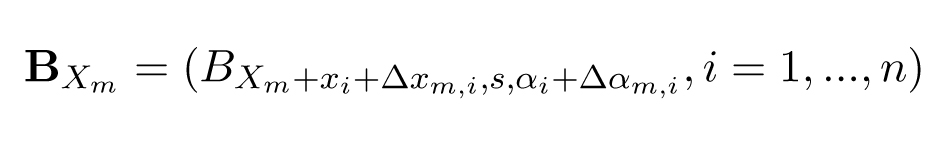 $\mathbf{B}_{X_m} = (B_{X_m + x_i + \Delta x_{m,i}, s, \alpha_i + \Delta \alpha_{m,i}}, i = 1, ..., n)$